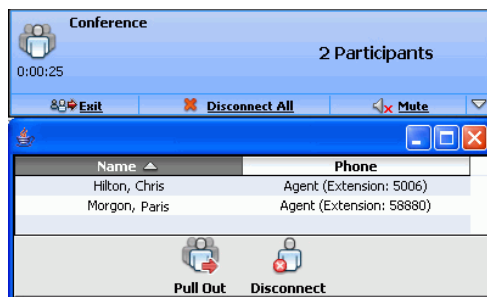 Conference
2 Participants
0:00:25
Exit Disconnect All Mute
Name Phone
Hilton, Chris Agent (Extension: 5006)
Morgon, Paris Agent (Extension: 58880)
Pull Out Disconnect